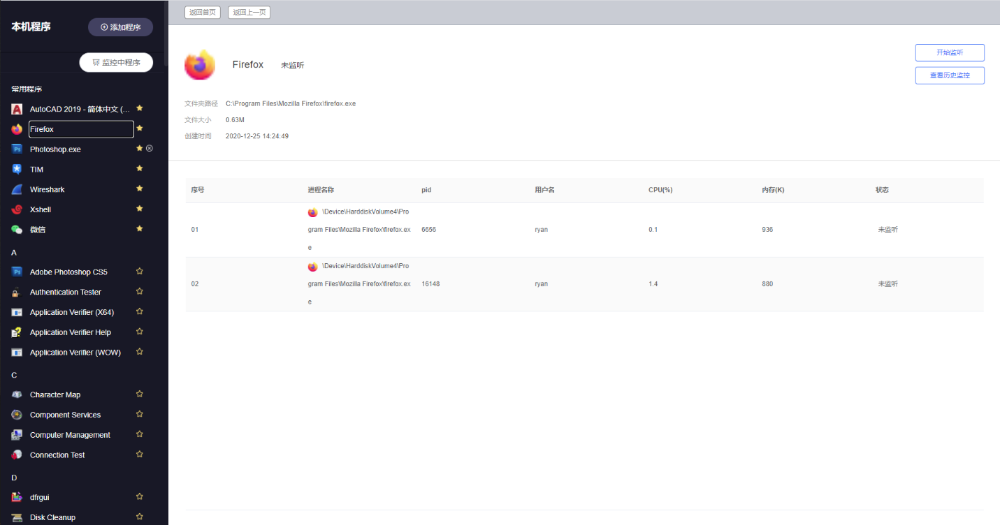 本机程序
添加程序
监控中程序
常用程序
AutoCAD 2019 - 简体中文 (...
Firefox
Photoshop.exe
TIM
Wireshark
Xshell
微信
A
Adobe Photoshop CS5
Authentication Tester
Application Verifier (X64)
Application Verifier Help
Application Verifier (WOW)
C
Character Map
Component Services
Computer Management
Connection Test
D
dfrgui
Disk Cleanup
返回首页 返回上一页
Firefox 未监听
开始监听
查看历史监控
文件夹路径 C:\Program Files\Mozilla Firefox\firefox.exe
文件大小 0.63M
创建时间 2020-12-25 14:24:49
序号 进程名称 pid 用户名 CPU(%) 内存(K) 状态
\Device\HarddiskVolume4\Pro
01 gram Files\Mozilla Firefox\firefox.ex 6656 ryan 0.1 936 未监听
e
\Device\HarddiskVolume4\Pro
02 gram Files\Mozilla Firefox\firefox.ex 16148 ryan 1.4 880 未监听
e